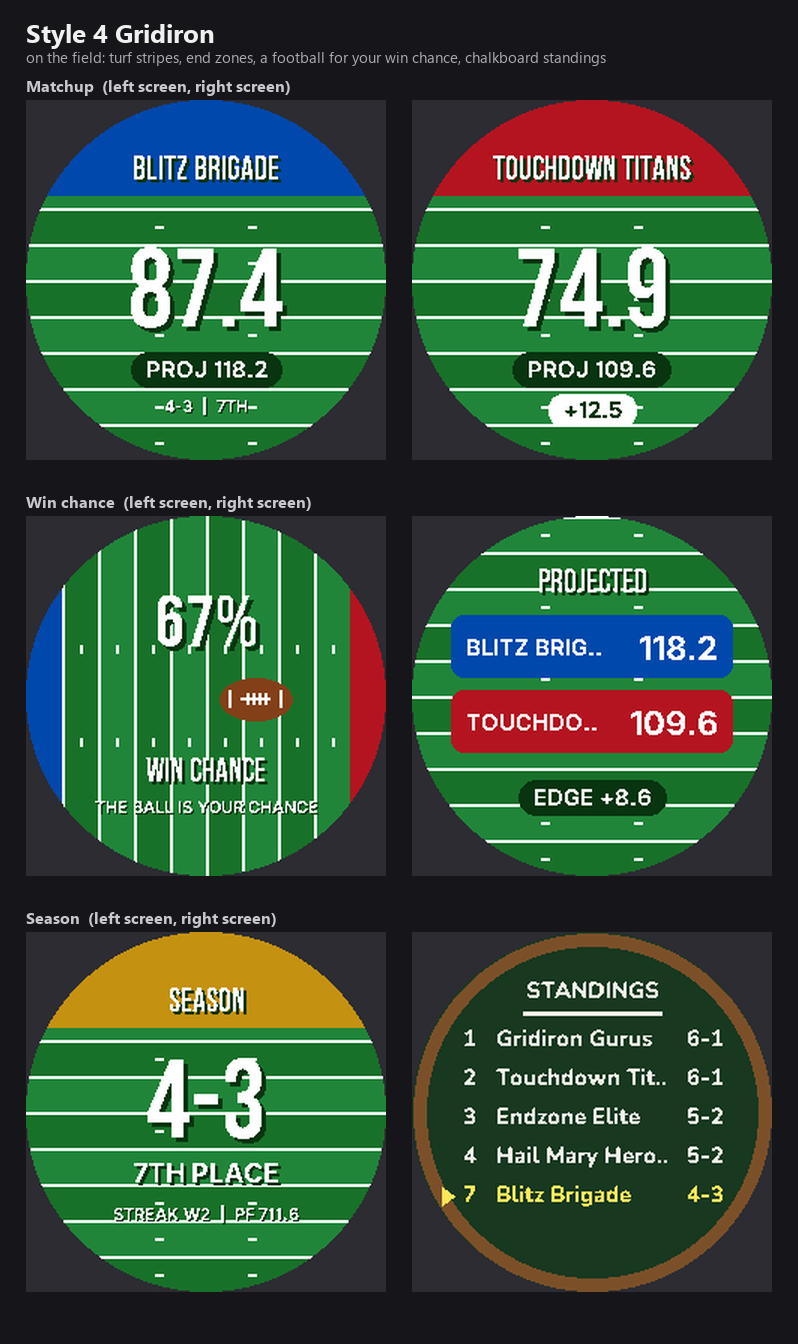 Style 4 Gridiron
on the field: turf stripes, end zones, a football for your win chance, chalkboard standings
Matchup (left screen, right screen)
BLITZ BRIGADE
87.4
PROJ 118.2
4-3 | 7TH
TOUCHDOWN TITANS
74.9
PROJ 109.6
+12.5
Win chance (left screen, right screen)
67%
WIN CHANCE
THE BALL IS YOUR CHANCE
PROJECTED
BLITZ BRIG.. 118.2
TOUCHDO.. 109.6
EDGE +8.6
Season (left screen, right screen)
SEASON
4-3
7TH PLACE
STREAK W2 | PF 711.6
STANDINGS
1 Gridiron Gurus 6-1
2 Touchdown Tit.. 6-1
3 Endzone Elite 5-2
4 Hail Mary Hero.. 5-2
7 Blitz Brigade 4-3